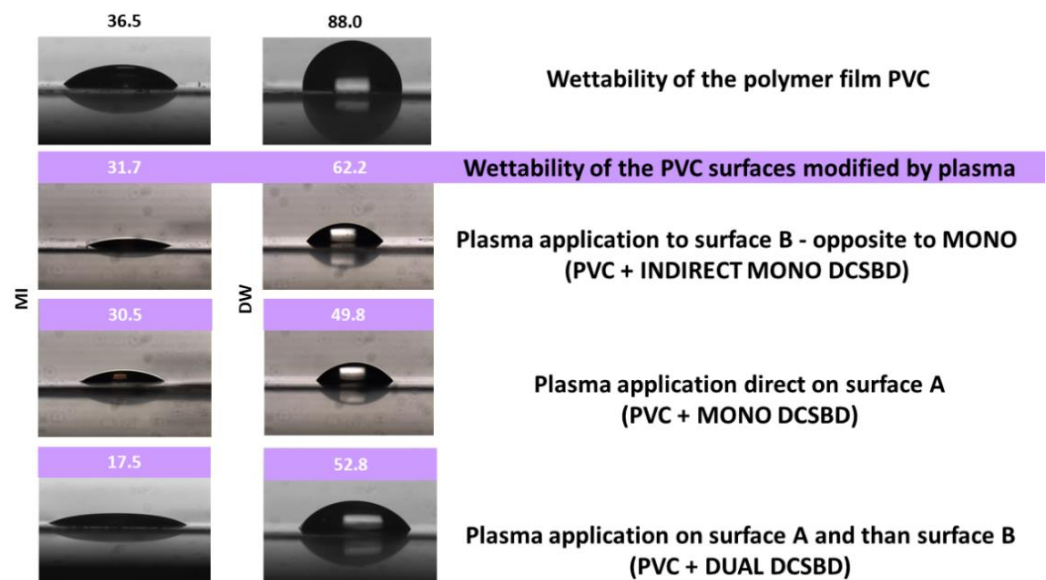 36.5 88.0
Wettability of the polymer film PVC
31.7 62.2 Wettability of the PVC surfaces modified by plasma
Plasma application to surface B - opposite to MONO
(PVC + INDIRECT MONO DCSBD)
MI DW
30.5 49.8
Plasma application direct on surface A
(PVC + MONO DCSBD)
17.5 52.8
Plasma application on surface A and than surface B
(PVC + DUAL DCSBD)